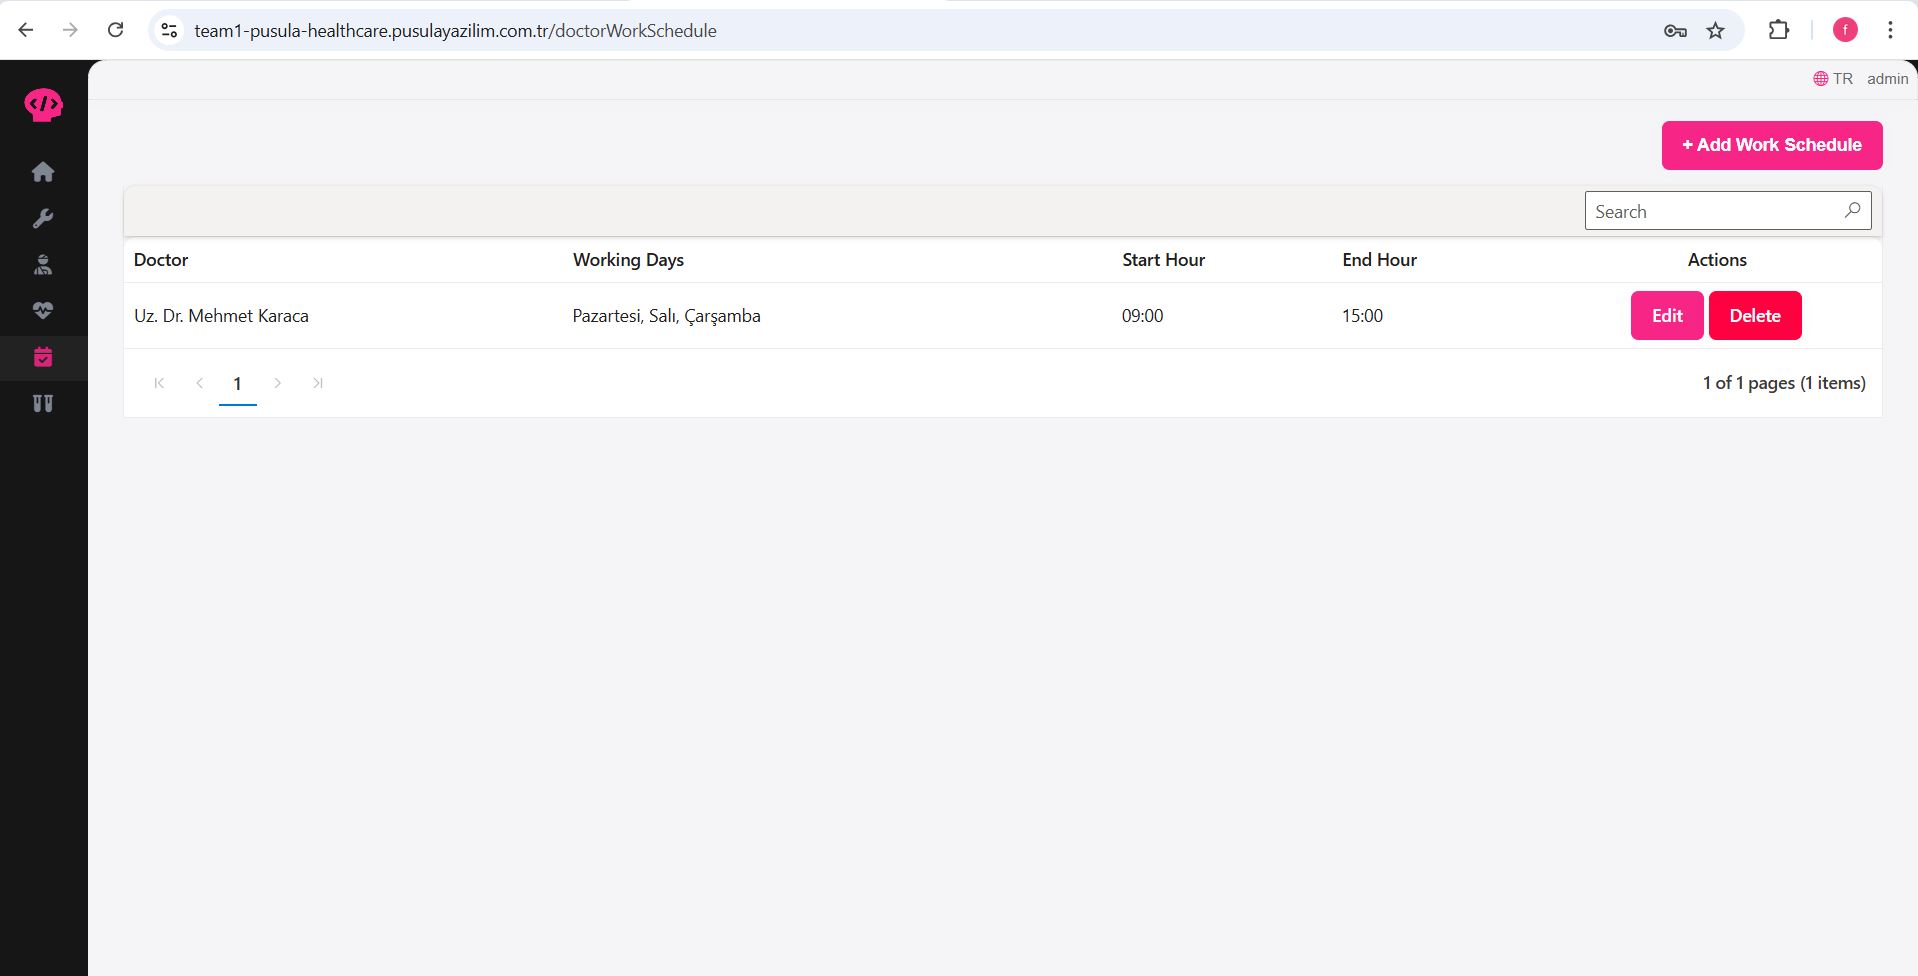 team1-pusula-healthcare.pusulayazilim.com.tr/doctorWorkSchedule
f
TR admin
</>
+ Add Work Schedule
Search
Doctor Working Days Start Hour End Hour Actions
Uz. Dr. Mehmet Karaca Pazartesi, Salı, Çarşamba 09:00 15:00 Edit Delete
1 1 of 1 pages (1 items)